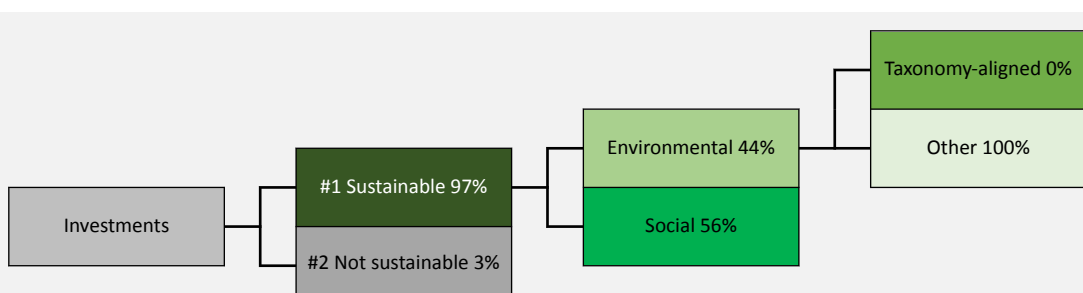 Investments
#1 Sustainable 97%
#2 Not sustainable 3%
Environmental 44%
Social 56%
Taxonomy-aligned 0%
Other 100%